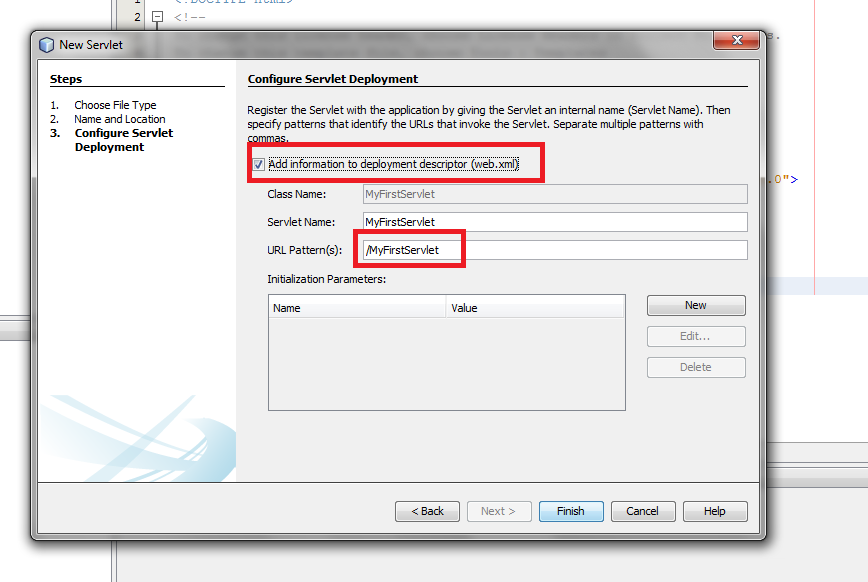 1 <!DOCTYPE html>
2 <!--
New Servlet
s.
Steps
1. Choose File Type
2. Name and Location
3. Configure Servlet
Deployment
Configure Servlet Deployment
Register the Servlet with the application by giving the Servlet an internal name (Servlet Name). Then
specify patterns that identify the URLs that invoke the Servlet. Separate multiple patterns with
commas.
Add information to deployment descriptor (web.xml)
.0">
Class Name: MyFirstServlet
Servlet Name: MyFirstServlet
URL Pattern(s): /MyFirstServlet
Initialization Parameters:
Name Value
New
Edit...
Delete
< Back Next > Finish Cancel Help